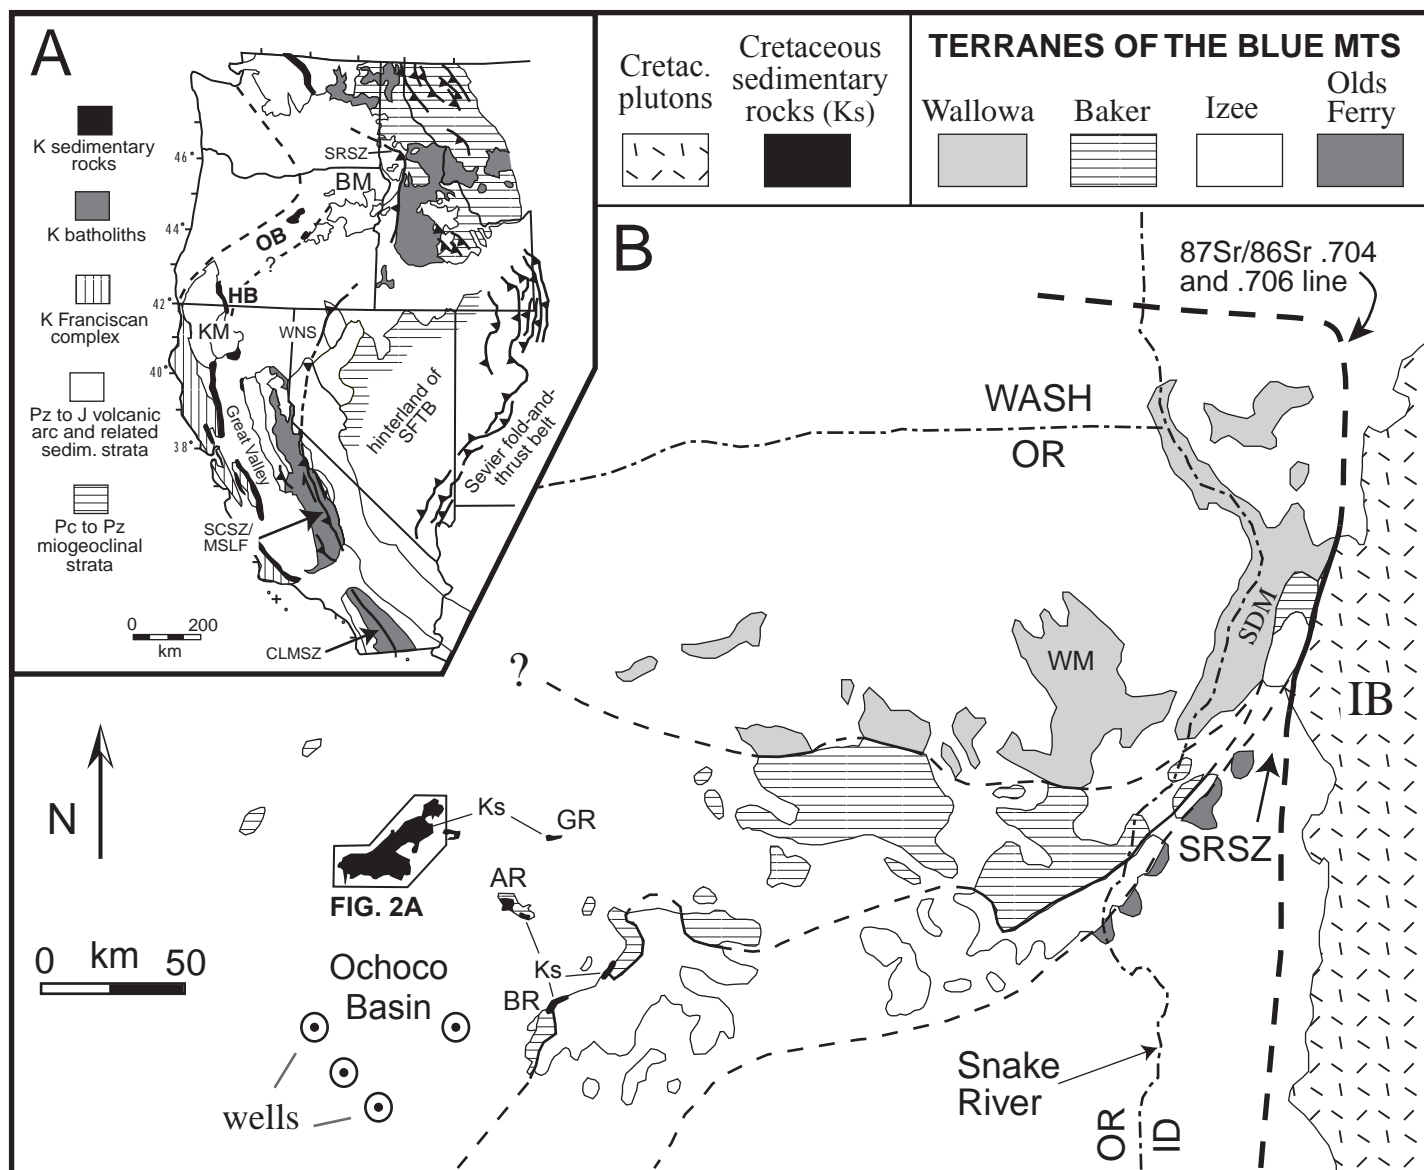 A
K sedimentary
rocks
K batholiths
K Franciscan
complex
Pz to J volcanic
arc and related
sedim. strata
Pc to Pz
miogeoclinal
strata
46°
44°
42°
40°
38°
SRSZ
BM
OB
?
HB
KM
WNS
Great Valley
hinterland of
SFTB
Sevier fold-and-
thrust belt
SCSZ/
MSLF
CLMSZ
0 200
km
Cretac.
plutons
Cretaceous
sedimentary
rocks (Ks)
TERRANES OF THE BLUE MTS
Wallowa
Baker
Izee
Olds
Ferry
B
87Sr/86Sr .704
and .706 line
WASH
OR
SDM
WM
IB
?
N
Ks
GR
AR
FIG. 2A
0 km 50
Ochoco
Basin
Ks
BR
wells
SRSZ
Snake
River
OR
ID